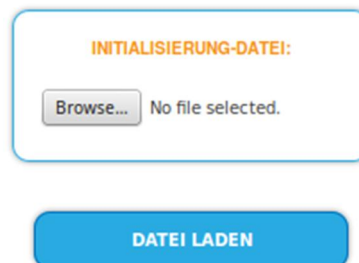 INITIALISIERUNG-DATEI:
Browse... No file selected.
DATEI LADEN